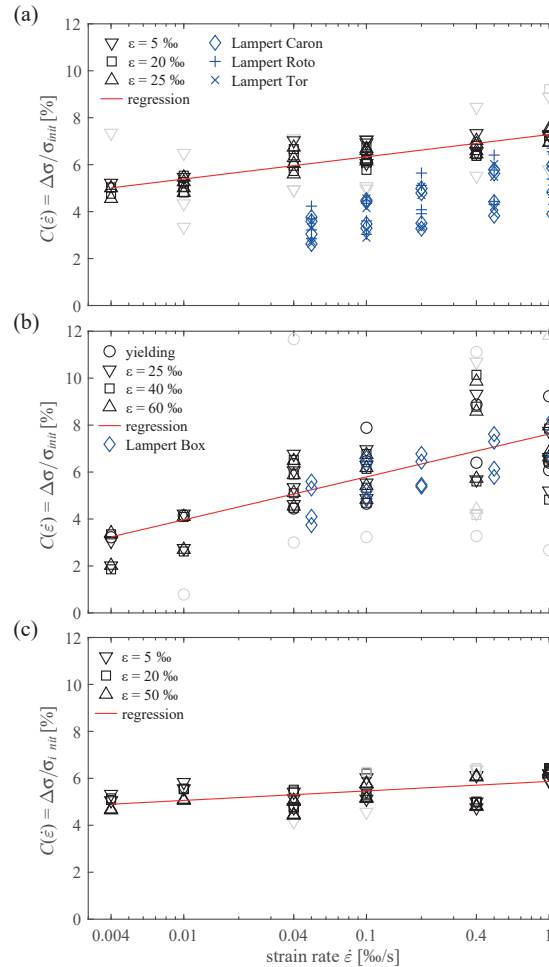 (a)
12
10
8
6
4
2
0
C(ε̇) = Δσ/σinit [%]
ε = 5 ‰
ε = 20 ‰
ε = 25 ‰
regression
Lampert Caron
Lampert Roto
Lampert Tor
(b)
12
10
8
6
4
2
0
C(ε̇) = Δσ/σinit [%]
yielding
ε = 25 ‰
ε = 40 ‰
ε = 60 ‰
regression
Lampert Box
(c)
12
10
8
6
4
2
0
C(ε̇) = Δσ/σi nit [%]
ε = 5 ‰
ε = 20 ‰
ε = 50 ‰
regression
0.004
0.01
0.04
0.1
0.4
1
strain rate ε̇ [‰/s]